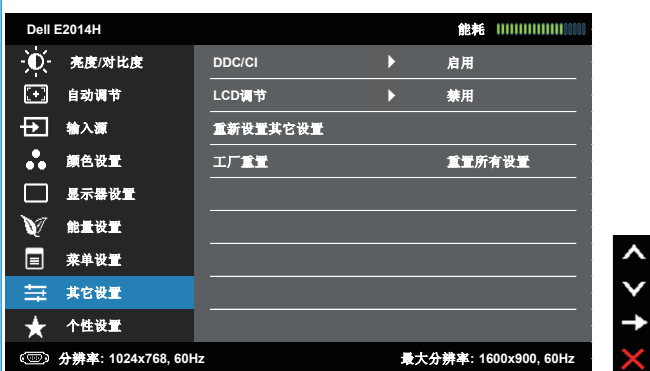 Dell E2014H 能耗
亮度/对比度 DDC/CI 启用
自动调节 LCD调节 禁用
输入源 重新设置其它设置
颜色设置 工厂重置 重置所有设置
显示器设置
能量设置
菜单设置
其它设置
个性设置
分辨率: 1024x768, 60Hz 最大分辨率: 1600x900, 60Hz